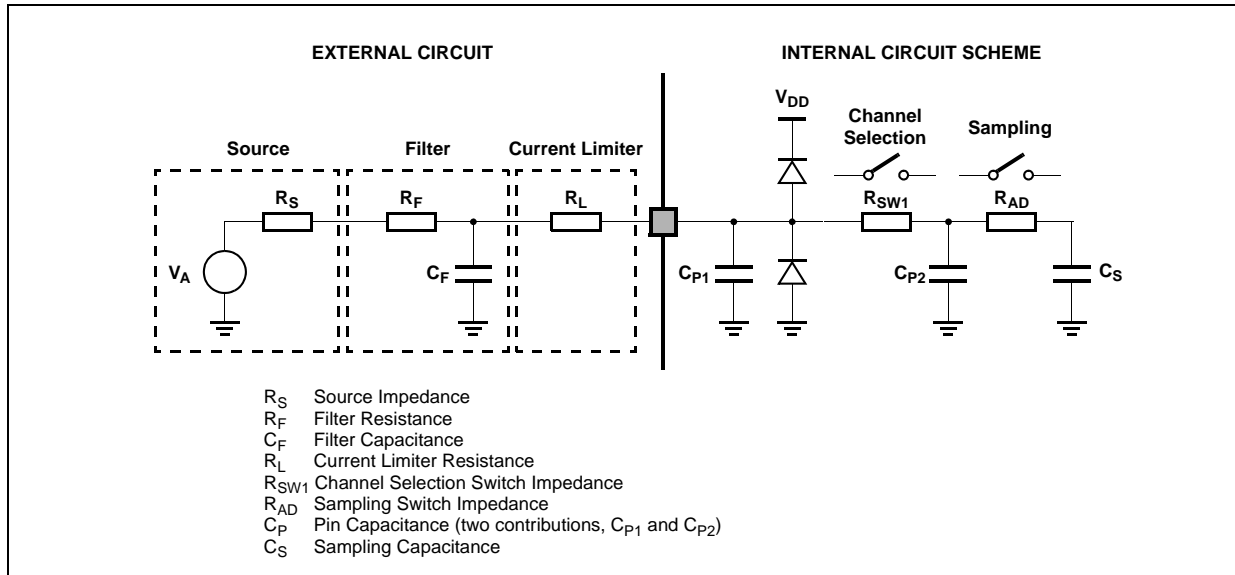 EXTERNAL CIRCUIT
INTERNAL CIRCUIT SCHEME
VDD
Channel
Selection
Sampling
Source
Filter
Current Limiter
RS
RF
RL
RSW1
RAD
VA
CF
CP1
CP2
CS
RS Source Impedance
RF Filter Resistance
CF Filter Capacitance
RL Current Limiter Resistance
RSW1 Channel Selection Switch Impedance
RAD Sampling Switch Impedance
CP Pin Capacitance (two contributions, CP1 and CP2)
CS Sampling Capacitance